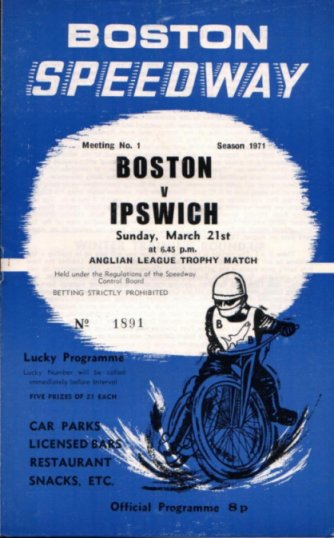 BOSTON
SPEEDWAY
Meeting No. 1 Season 1971
BOSTON
V
IPSWICH
Sunday, March 21st
at 6.45 p.m.
ANGLIAN LEAGUE TROPHY MATCH
Held under the Regulations of the Speedway
Control Board
BETTING STRICTLY PROHIBITED
Nº 1891
B
Lucky Programme
Lucky Number will be called
immediately before Interval
FIVE PRIZES OF £1 EACH
CAR PARKS
LICENSED BARS
RESTAURANT
SNACKS, ETC.
Official Programme 8p